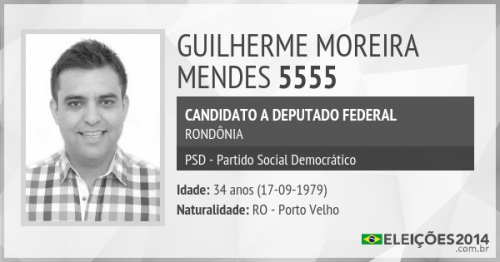 GUILHERME MOREIRA
MENDES 5555
CANDIDATO A DEPUTADO FEDERAL
RONDÔNIA
PSD - Partido Social Democrático
Idade: 34 anos (17-09-1979)
Naturalidade: RO - Porto Velho
ELEIÇÕES2014
.com.br